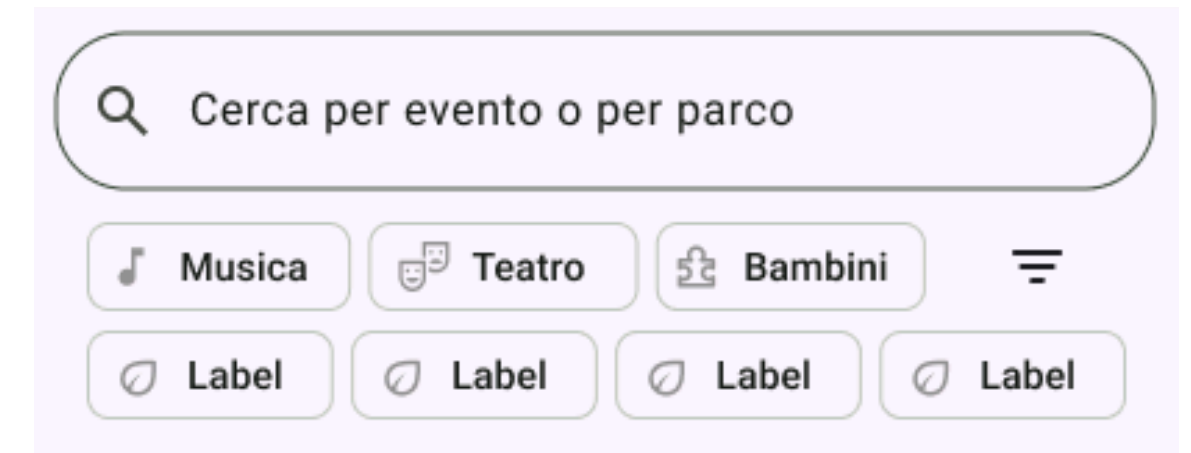 Cerca per evento o per parco
Musica Teatro Bambini
Label Label Label Label